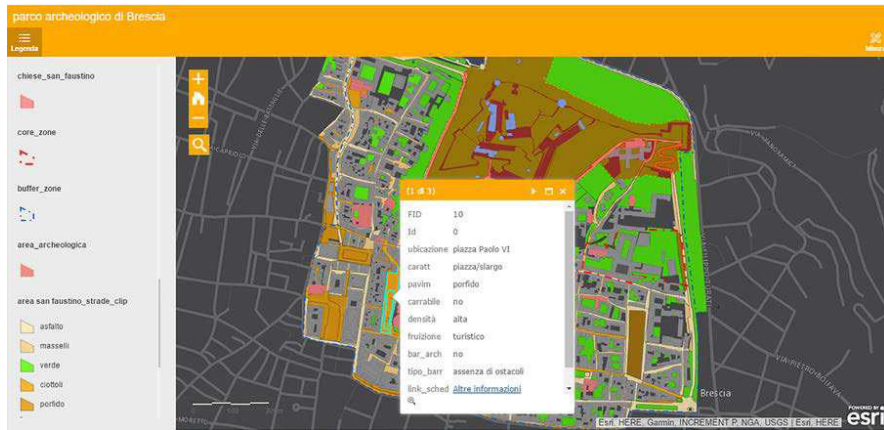 parco archeologico di Brescia
Legenda
Misura
chiese_san_faustino
core_zone
buffer_zone
area_archeologica
area san faustino_strade_clip
asfalto
masselli
verde
ciottoli
porfido
(1 di 3)
FID 10
Id 0
ubicazione piazza Paolo VI
caratt piazza/slargo
pavim porfido
carrabile no
densità alta
fruizione turistico
bar_arch no
tipo_barr assenza di ostacoli
link_sched Altre informazioni
Brescia
Esri, HERE, Garmin, INCREMENT P, NGA, USGS | Esri, HERE
POWERED BY
esri